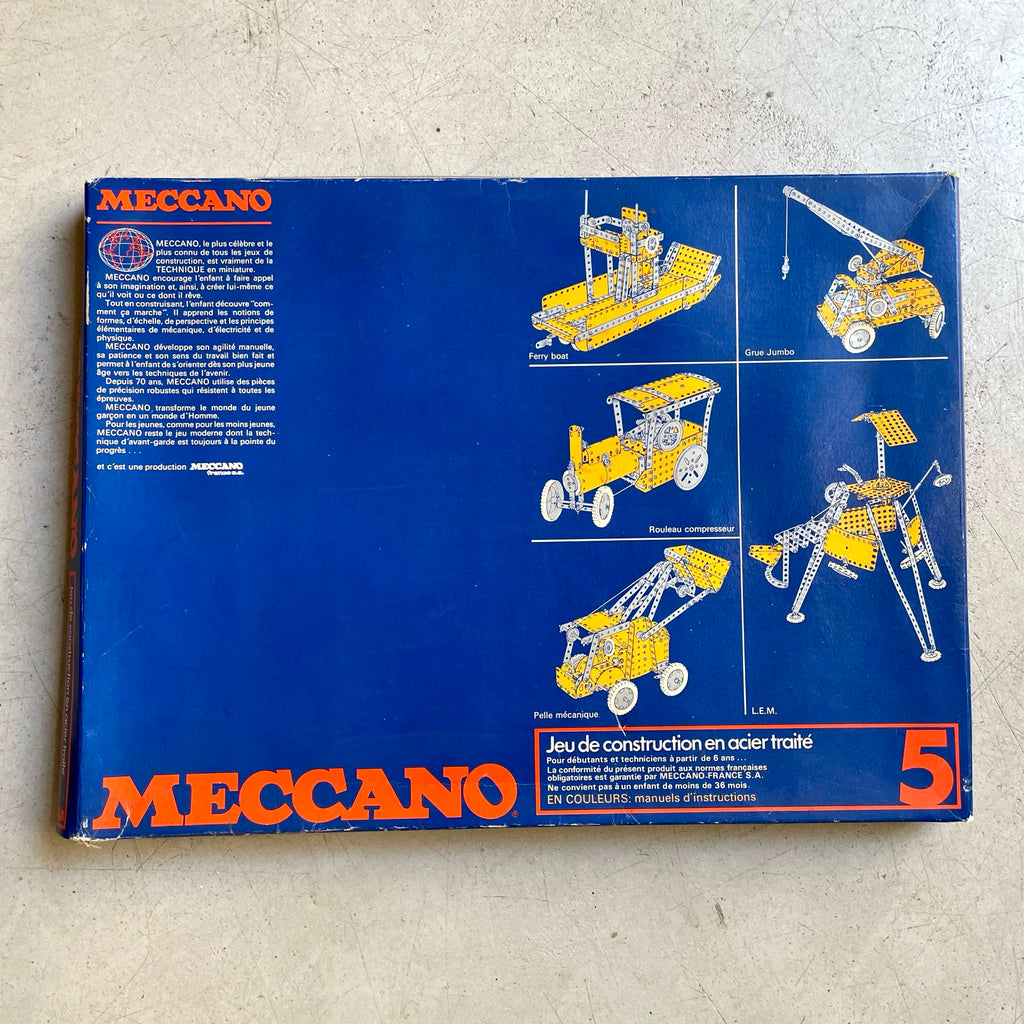 MECCANO
MECCANO, le plus célèbre et le
plus connu de tous les jeux de
construction, est vraiment de la
TECHNIQUE en miniature.
MECCANO encourage l'enfant à faire appel
à son imagination et, ainsi, à créer lui-même ce
qu'il voit ou ce dont il rêve.
Tout en construisant, l'enfant découvre "com-
ment ça marche". Il apprend les notions de
formes, d'échelle, de perspective et les principes
élémentaires de mécanique, d'électricité et de
physique.
MECCANO développe son agilité manuelle,
sa patience et son sens du travail bien fait et
permet à l'enfant de s'orienter dès son plus jeune
âge vers les techniques de l'avenir.
Depuis 70 ans, MECCANO utilise des pièces
de précision robustes qui résistent à toutes les
épreuves.
MECCANO transforme le monde du jeune
garçon en un monde d'Homme.
Pour les jeunes, comme pour les moins jeunes,
MECCANO reste le jeu moderne dont la tech-
nique d'avant-garde est toujours à la pointe du
progrès . . .
et c'est une production MECCANO
france s.a.
Ferry boat
Grue Jumbo
Rouleau compresseur
Pelle mécanique
L.E.M.
MECCANO®
Jeu de construction en acier traité
Pour débutants et techniciens à partir de 6 ans . . .
La conformité du présent produit aux normes françaises
obligatoires est garantie par MECCANO-FRANCE S.A.
Ne convient pas à un enfant de moins de 36 mois.
EN COULEURS: manuels d'instructions
5
Jeu de construction en acier traité
5